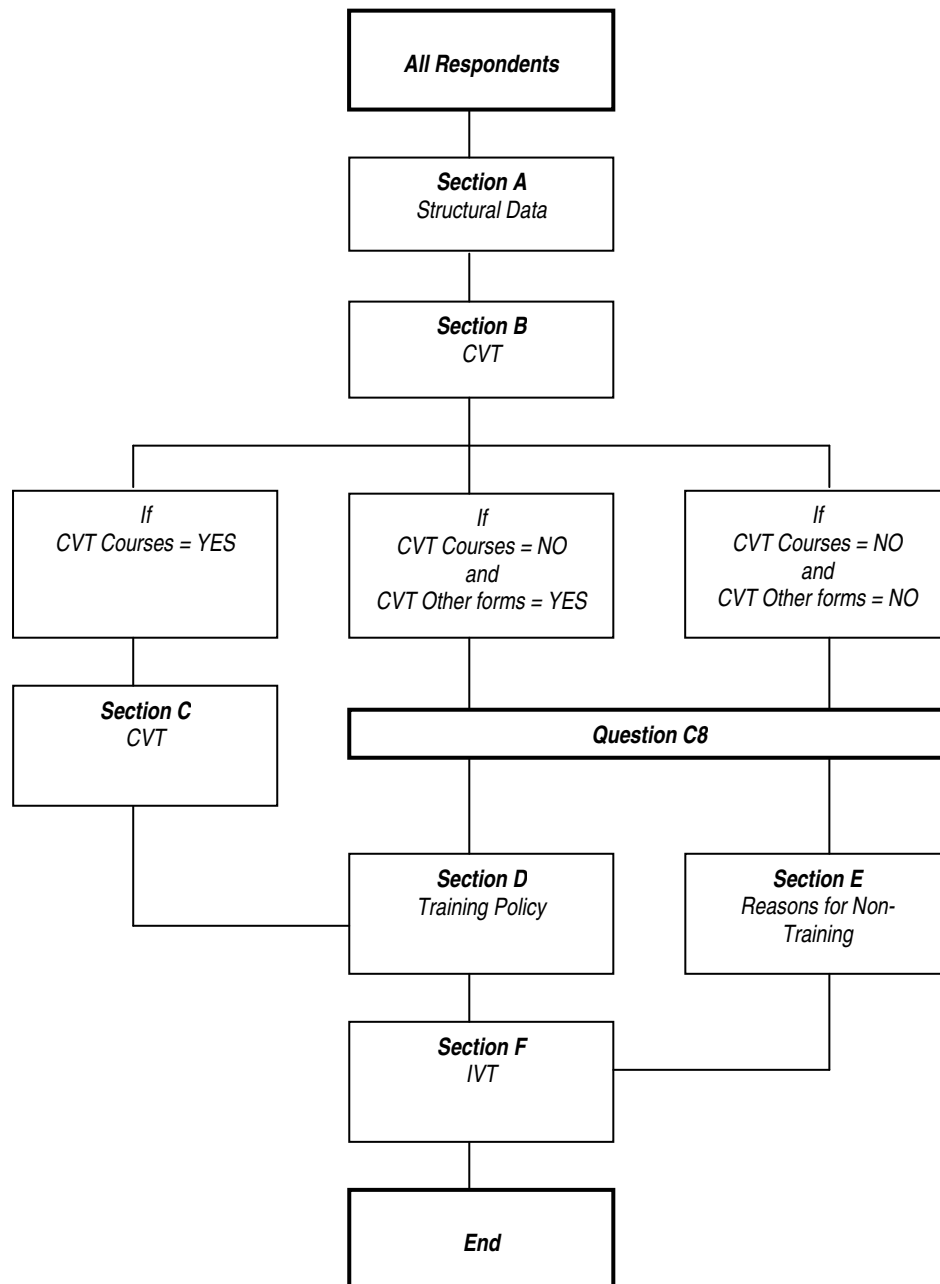 All Respondents
Section A
Structural Data
Section B
CVT
If
CVT Courses = YES
If
CVT Courses = NO
and
CVT Other forms = YES
If
CVT Courses = NO
and
CVT Other forms = NO
Section C
CVT
Question C8
Section D
Training Policy
Section E
Reasons for Non-
Training
Section F
IVT
End